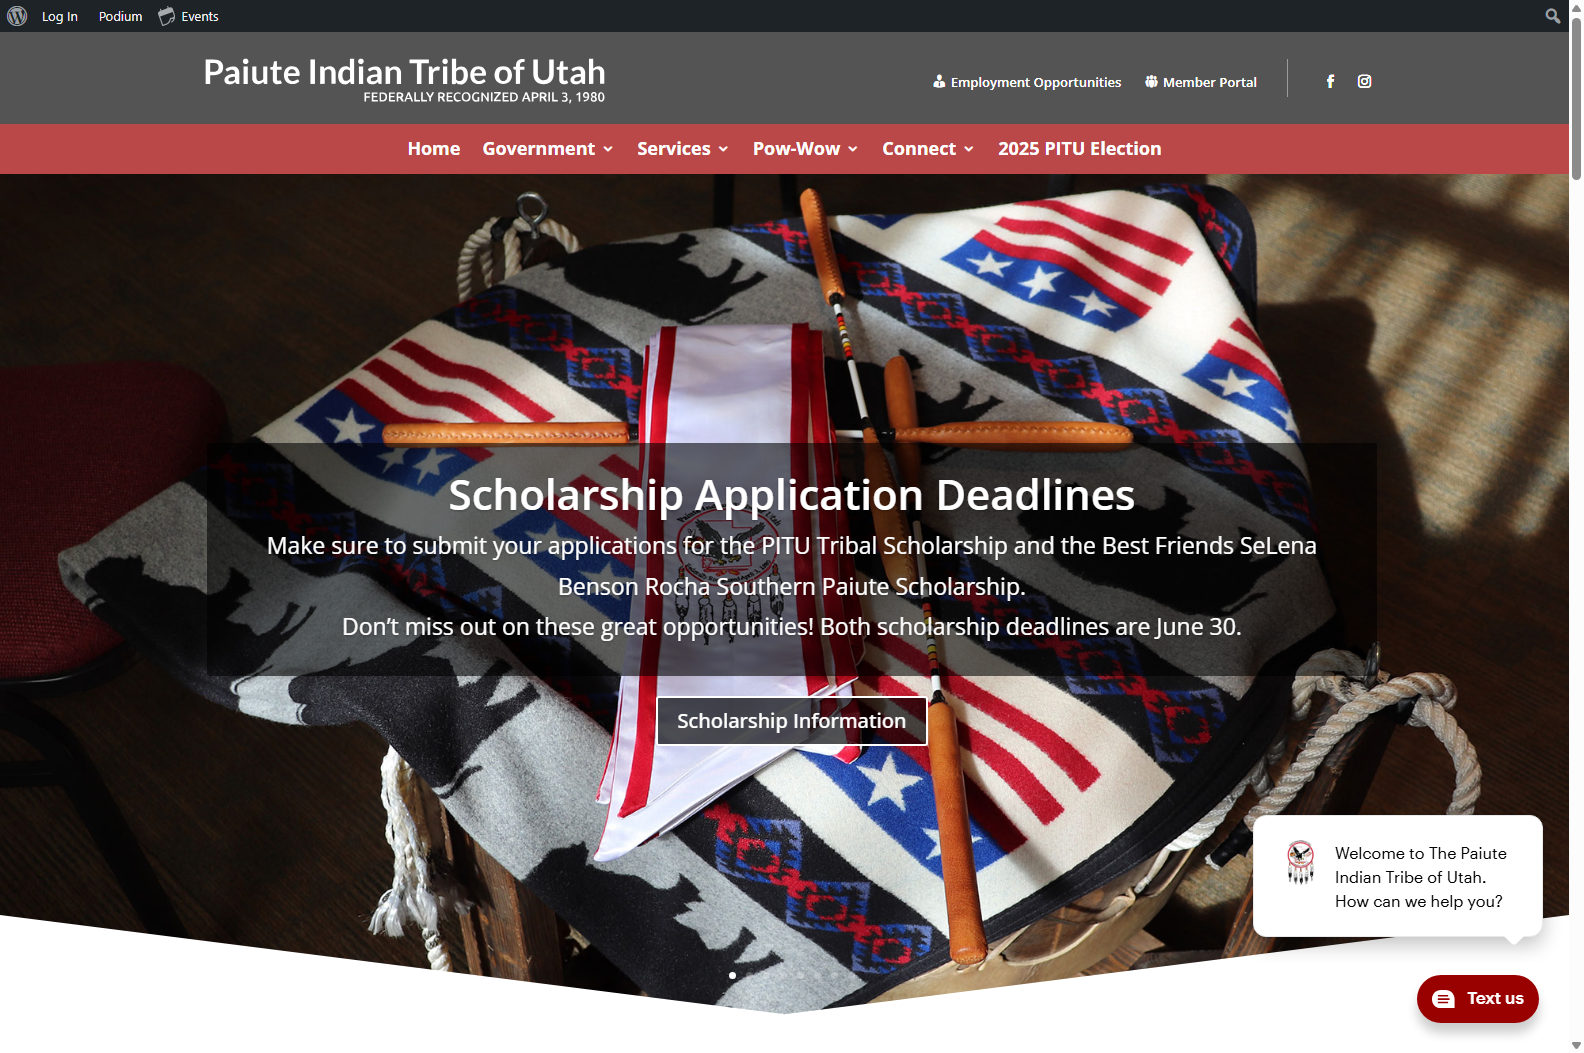 Log In Podium Events
Paiute Indian Tribe of Utah
FEDERALLY RECOGNIZED APRIL 3, 1980
Employment Opportunities Member Portal
Home Government Services Pow-Wow Connect 2025 PITU Election
Scholarship Application Deadlines
Make sure to submit your applications for the PITU Tribal Scholarship and the Best Friends SeLena
Benson Rocha Southern Paiute Scholarship.
Don’t miss out on these great opportunities! Both scholarship deadlines are June 30.
Scholarship Information
Welcome to The Paiute
Indian Tribe of Utah.
How can we help you?
Text us